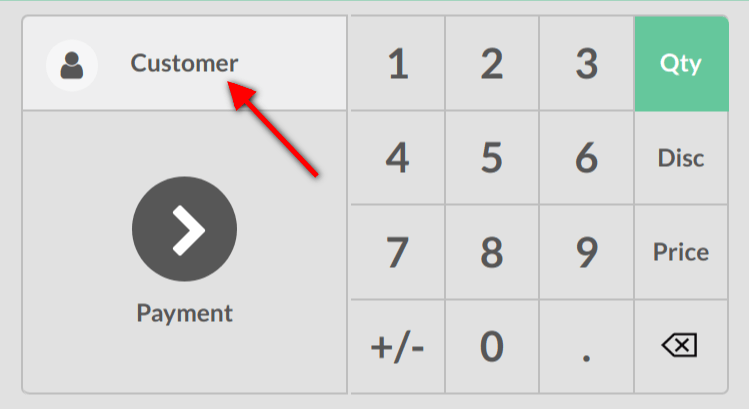 Customer
1 2 3 Qty
4 5 6 Disc
7 8 9 Price
Payment
+/- 0 .